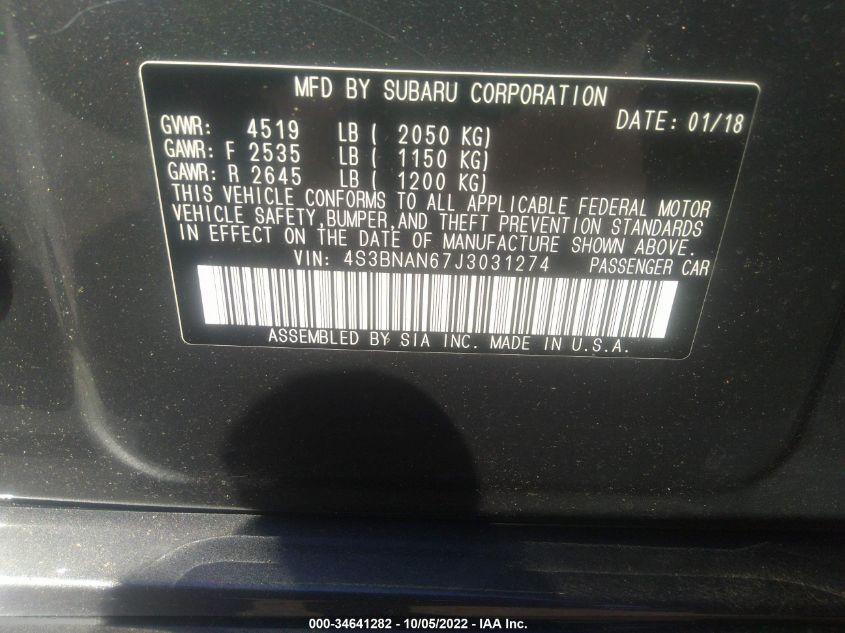 MFD BY SUBARU CORPORATION
DATE: 01/18
GVWR: 4519 LB ( 2050 KG)
GAWR: F 2535 LB ( 1150 KG)
GAWR: R 2645 LB ( 1200 KG)
THIS VEHICLE CONFORMS TO ALL APPLICABLE FEDERAL MOTOR
VEHICLE SAFETY,BUMPER,AND THEFT PREVENTION STANDARDS
IN EFFECT ON THE DATE OF MANUFACTURE SHOWN ABOVE.
VIN: 4S3BNAN67J3031274 PASSENGER CAR
ASSEMBLED BY SIA INC. MADE IN U.S.A.
000-34641282 - 10/05/2022 - IAA Inc.